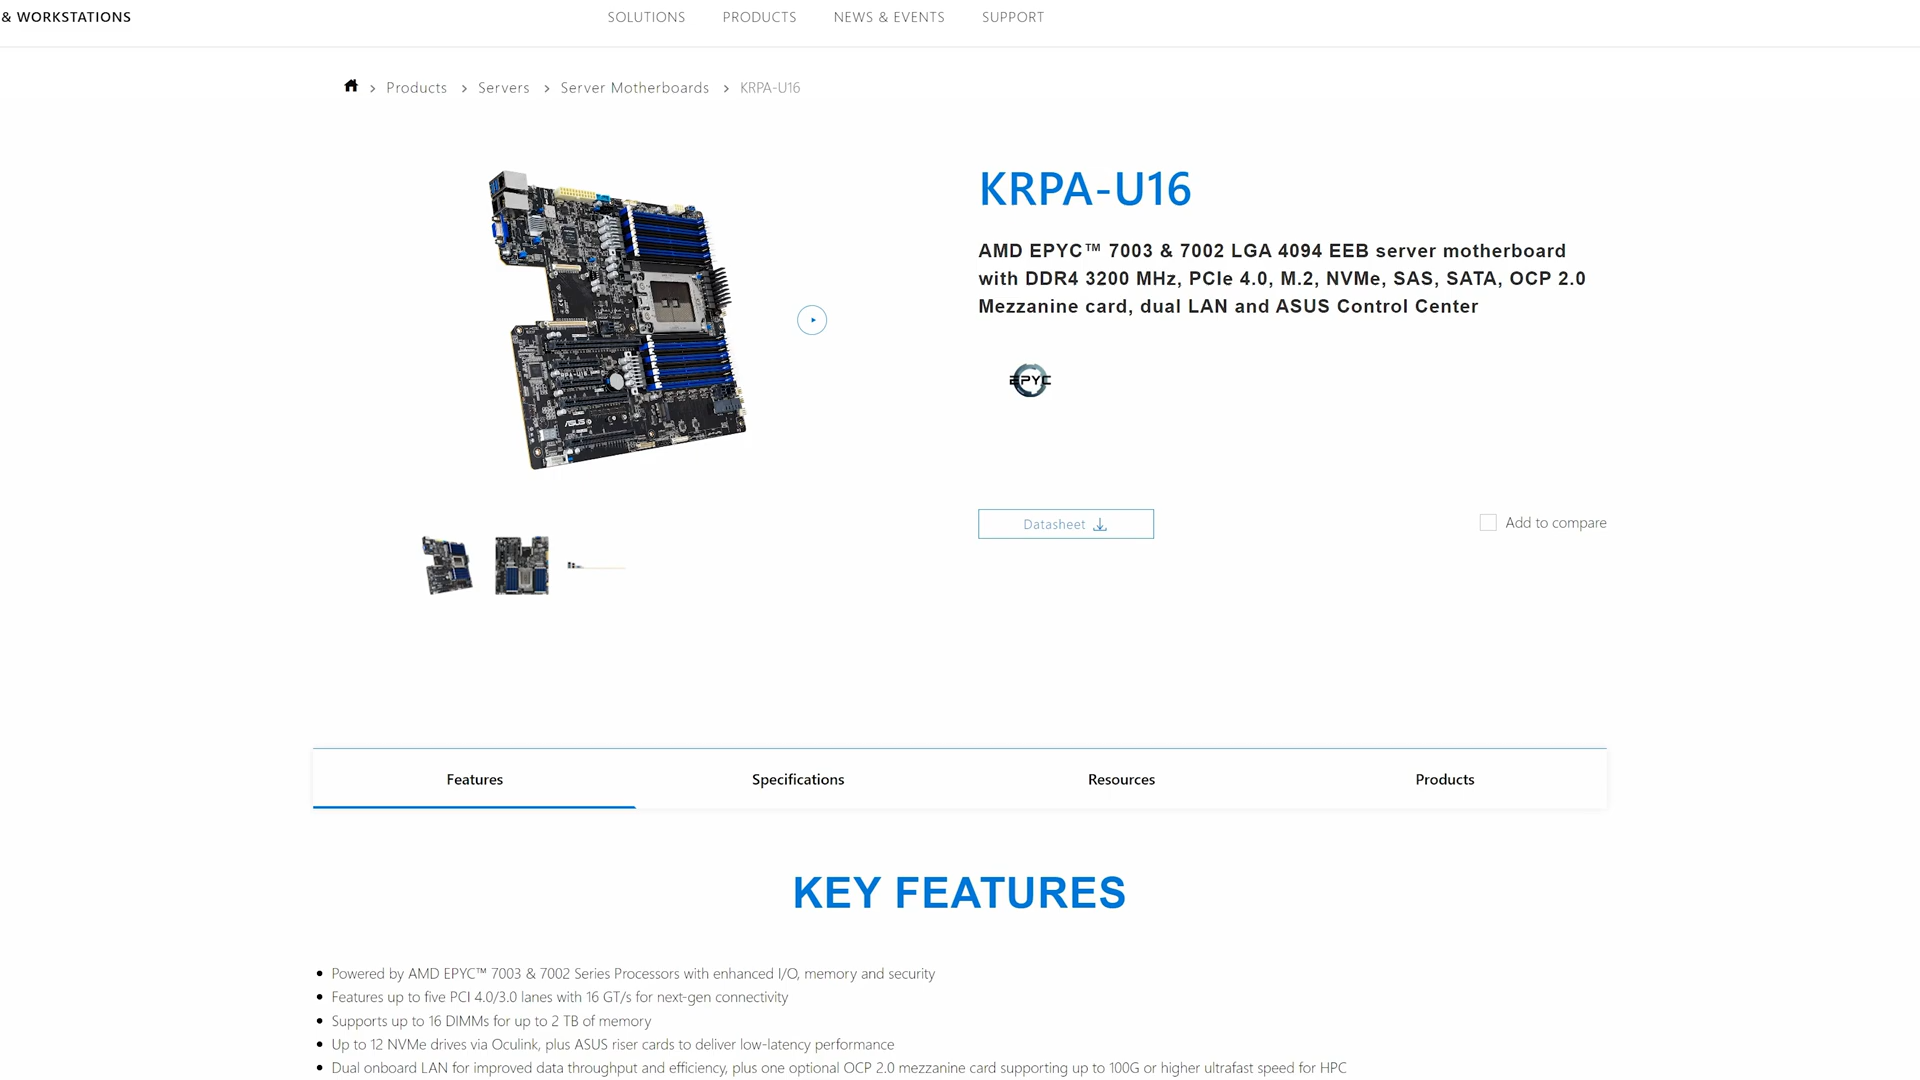 & WORKSTATIONS
SOLUTIONS PRODUCTS NEWS & EVENTS SUPPORT
Products > Servers > Server Motherboards > KRPA-U16
KRPA-U16
AMD EPYC™ 7003 & 7002 LGA 4094 EEB server motherboard
with DDR4 3200 MHz, PCIe 4.0, M.2, NVMe, SAS, SATA, OCP 2.0
Mezzanine card, dual LAN and ASUS Control Center
EPYC
ASUS
Datasheet
Add to compare
Features Specifications Resources Products
KEY FEATURES
• Powered by AMD EPYC™ 7003 & 7002 Series Processors with enhanced I/O, memory and security
• Features up to five PCI 4.0/3.0 lanes with 16 GT/s for next-gen connectivity
• Supports up to 16 DIMMs for up to 2 TB of memory
• Up to 12 NVMe drives via Oculink, plus ASUS riser cards to deliver low-latency performance
• Dual onboard LAN for improved data throughput and efficiency, plus one optional OCP 2.0 mezzanine card supporting up to 100G or higher ultrafast speed for HPC